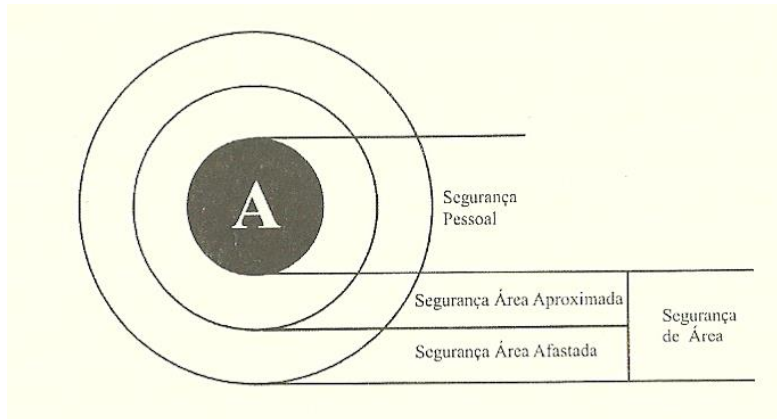 A
Segurança
Pessoal
Segurança Área Aproximada
Segurança Área Afastada
Segurança
de Área